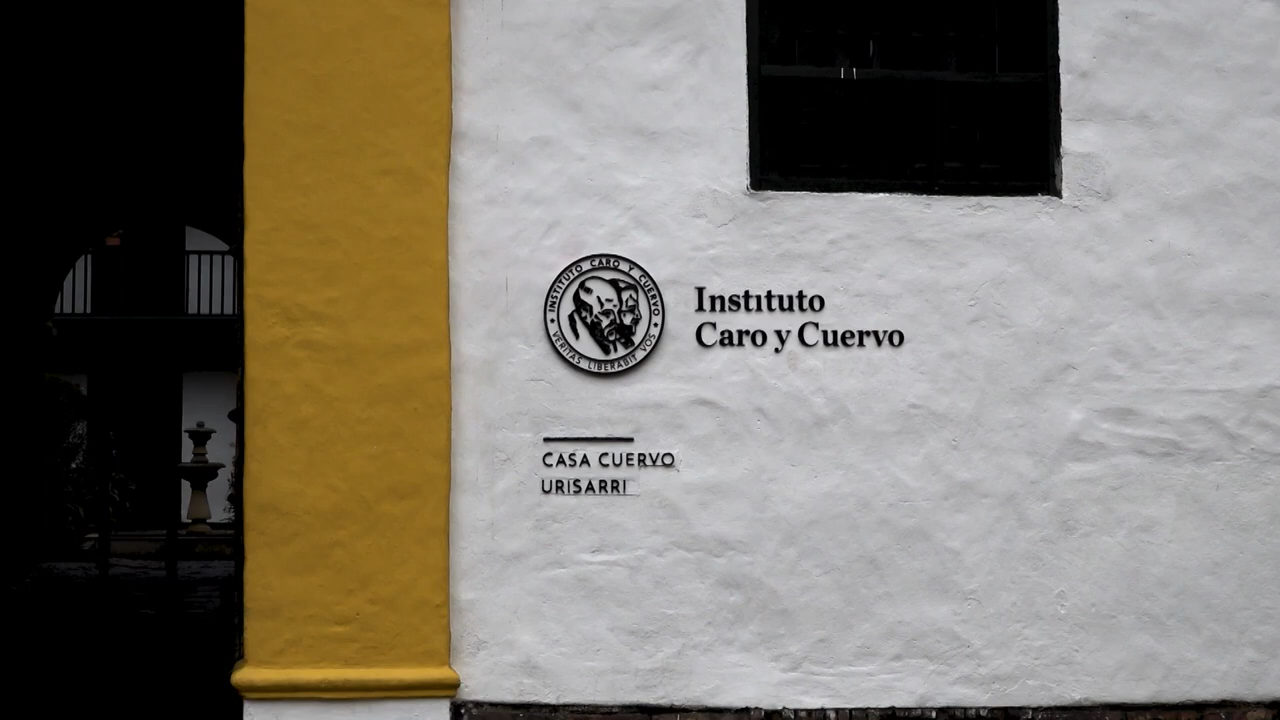 INSTITUTO CARO Y CUERVO
VERITAS LIBERABIT VOS
Instituto
Caro y Cuervo
CASA CUERVO
URISARRI